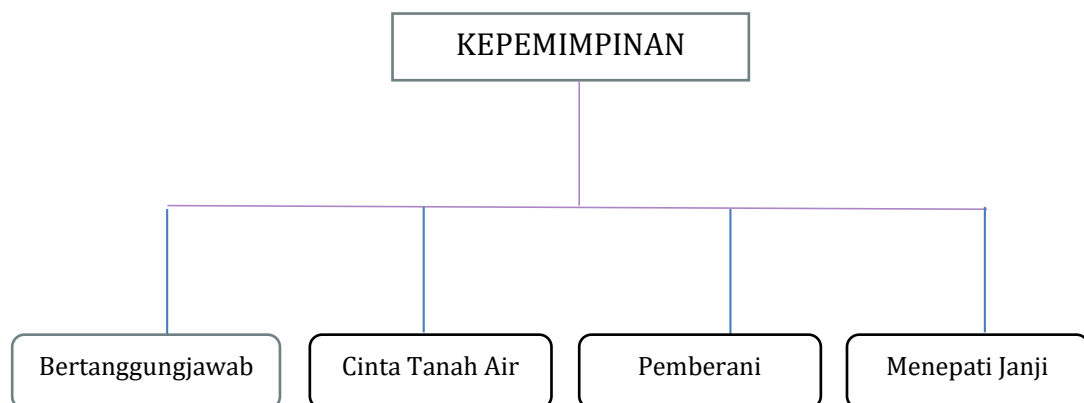 KEPEMIMPINAN
Bertanggungjawab
Cinta Tanah Air
Pemberani
Menepati Janji